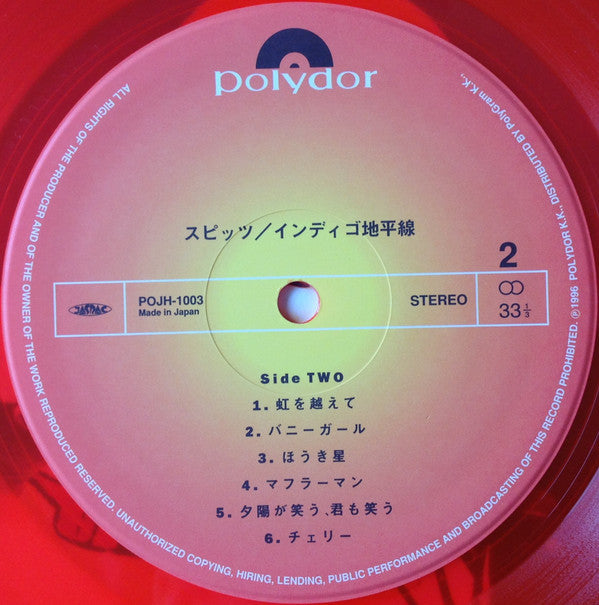 polydor
スピッツ／インディゴ地平線
2
JASRAC
POJH-1003
Made in Japan
STEREO
33 1/3
Side TWO
1. 虹を越えて
2. バニーガール
3. ほうき星
4. マフラーマン
5. 夕陽が笑う、君も笑う
6. チェリー
ALL RIGHTS OF THE PRODUCER AND OF THE OWNER OF THE WORK REPRODUCED RESERVED. UNAUTHORIZED COPYING, HIRING, LENDING, PUBLIC PERFORMANCE AND BROADCASTING OF THIS RECORD PROHIBITED. ℗1996 POLYDOR K.K., DISTRIBUTED BY PolyGram K.K.,